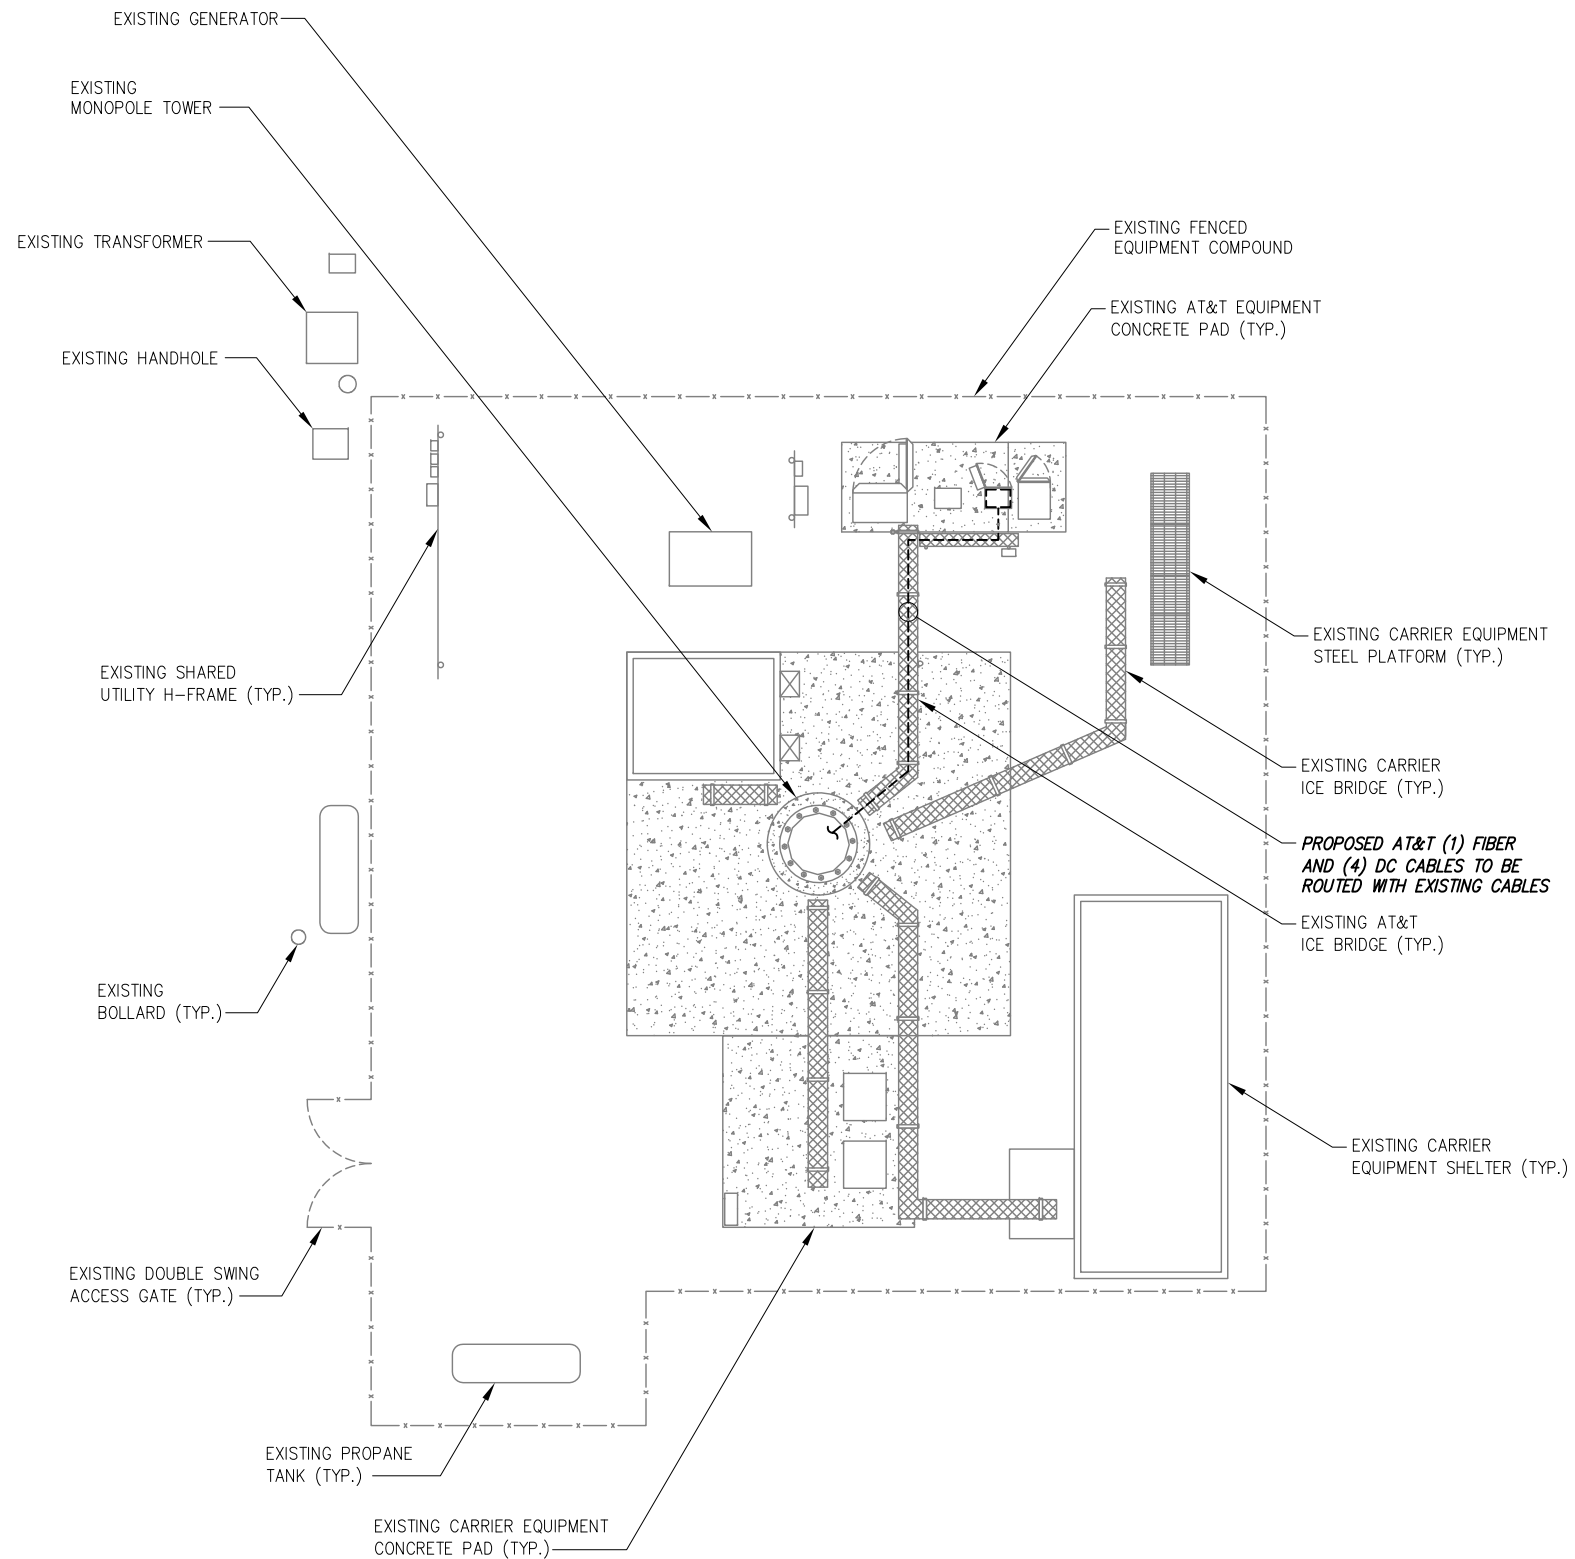 EXISTING GENERATOR
EXISTING
MONOPOLE TOWER
EXISTING TRANSFORMER
EXISTING HANDHOLE
EXISTING FENCED
EQUIPMENT COMPOUND
EXISTING AT&T EQUIPMENT
CONCRETE PAD (TYP.)
EXISTING SHARED
UTILITY H-FRAME (TYP.)
EXISTING CARRIER EQUIPMENT
STEEL PLATFORM (TYP.)
EXISTING CARRIER
ICE BRIDGE (TYP.)
PROPOSED AT&T (1) FIBER
AND (4) DC CABLES TO BE
ROUTED WITH EXISTING CABLES
EXISTING AT&T
ICE BRIDGE (TYP.)
EXISTING
BOLLARD (TYP.)
EXISTING CARRIER
EQUIPMENT SHELTER (TYP.)
EXISTING DOUBLE SWING
ACCESS GATE (TYP.)
EXISTING PROPANE
TANK (TYP.)
EXISTING CARRIER EQUIPMENT
CONCRETE PAD (TYP.)